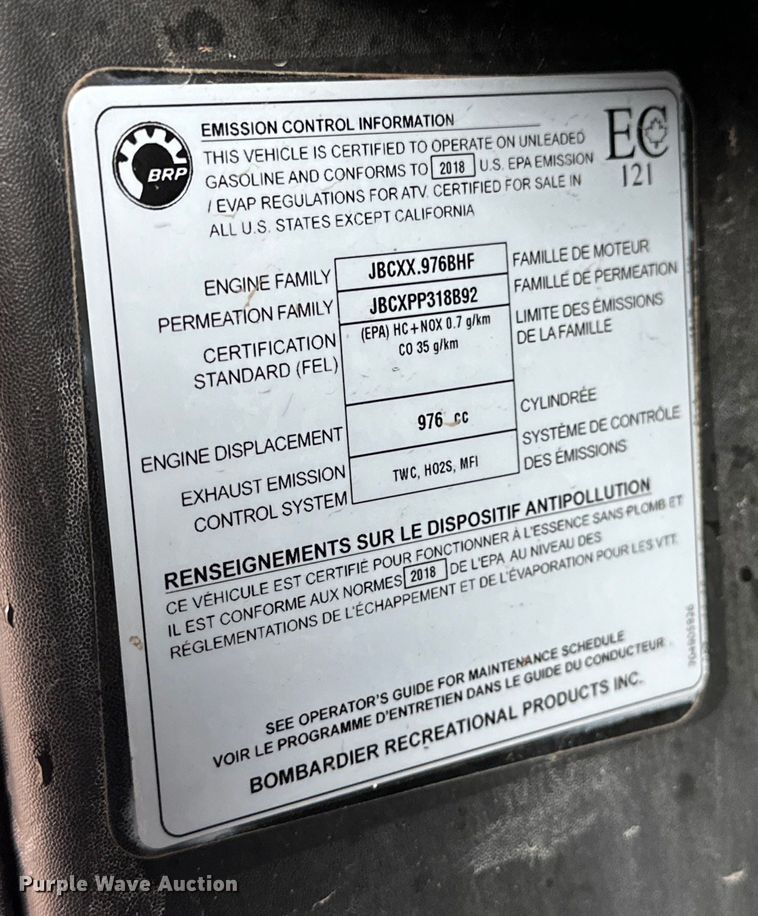 BRP
EMISSION CONTROL INFORMATION
THIS VEHICLE IS CERTIFIED TO OPERATE ON UNLEADED
GASOLINE AND CONFORMS TO 2018 U.S. EPA EMISSION
/ EVAP REGULATIONS FOR ATV. CERTIFIED FOR SALE IN
ALL U.S. STATES EXCEPT CALIFORNIA
EC
121
ENGINE FAMILY JBCXX.976BHF FAMILLE DE MOTEUR
PERMEATION FAMILY JBCXPP318B92 FAMILLE DE PERMEATION
CERTIFICATION (EPA) HC+NOX 0.7 g/km LIMITE DES ÉMISSIONS
STANDARD (FEL) CO 35 g/km DE LA FAMILLE
ENGINE DISPLACEMENT 976 cc CYLINDRÉE
EXHAUST EMISSION TWC, HO2S, MFI SYSTÈME DE CONTRÔLE
CONTROL SYSTEM DES ÉMISSIONS
RENSEIGNEMENTS SUR LE DISPOSITIF ANTIPOLLUTION
CE VÉHICULE EST CERTIFIÉ POUR FONCTIONNER À L'ESSENCE SANS-PLOMB ET
IL EST CONFORME AUX NORMES 2018 DE L'EPA AU NIVEAU DES
RÉGLEMENTATIONS DE L'ÉCHAPPEMENT ET DE L'ÉVAPORATION POUR LES VTT.
SEE OPERATOR'S GUIDE FOR MAINTENANCE SCHEDULE
VOIR LE PROGRAMME D'ENTRETIEN DANS LE GUIDE DU CONDUCTEUR
BOMBARDIER RECREATIONAL PRODUCTS INC.
Purple Wave Auction